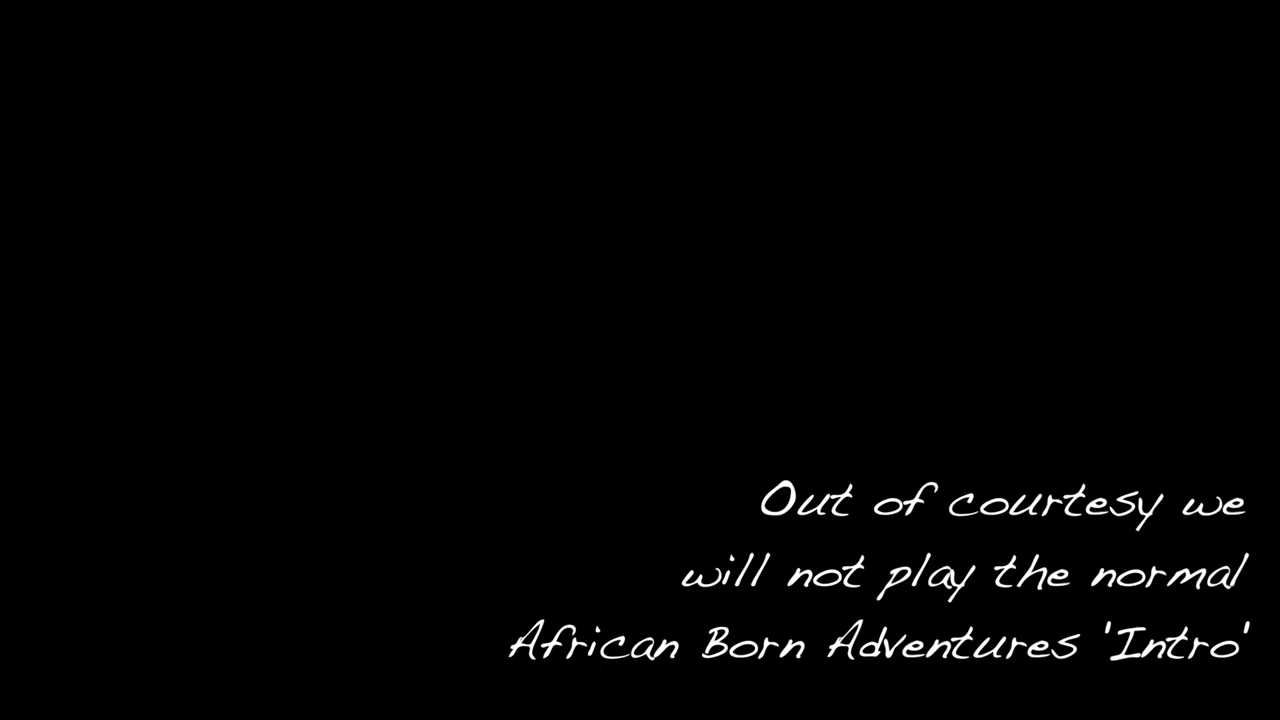 Out of courtesy we
will not play the normal
African Born Adventures 'Intro'